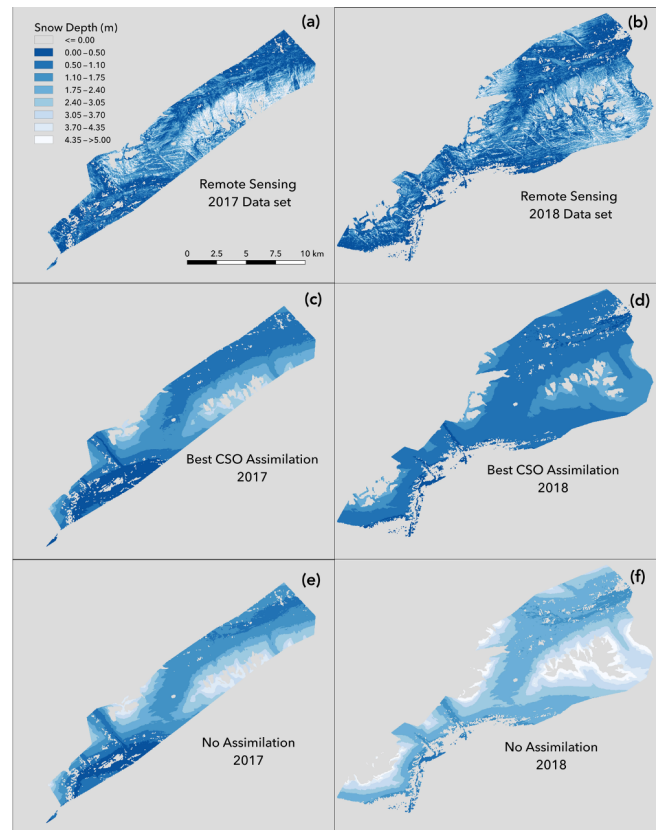 Snow Depth (m)
<= 0.00
0.00–0.50
0.50–1.10
1.10–1.75
1.75–2.40
2.40–3.05
3.05–3.70
3.70–4.35
4.35–>5.00
(a)
Remote Sensing
2017 Data set
0 2.5 5 7.5 10 km
(b)
Remote Sensing
2018 Data set
(c)
Best CSO Assimilation
2017
(d)
Best CSO Assimilation
2018
(e)
No Assimilation
2017
(f)
No Assimilation
2018